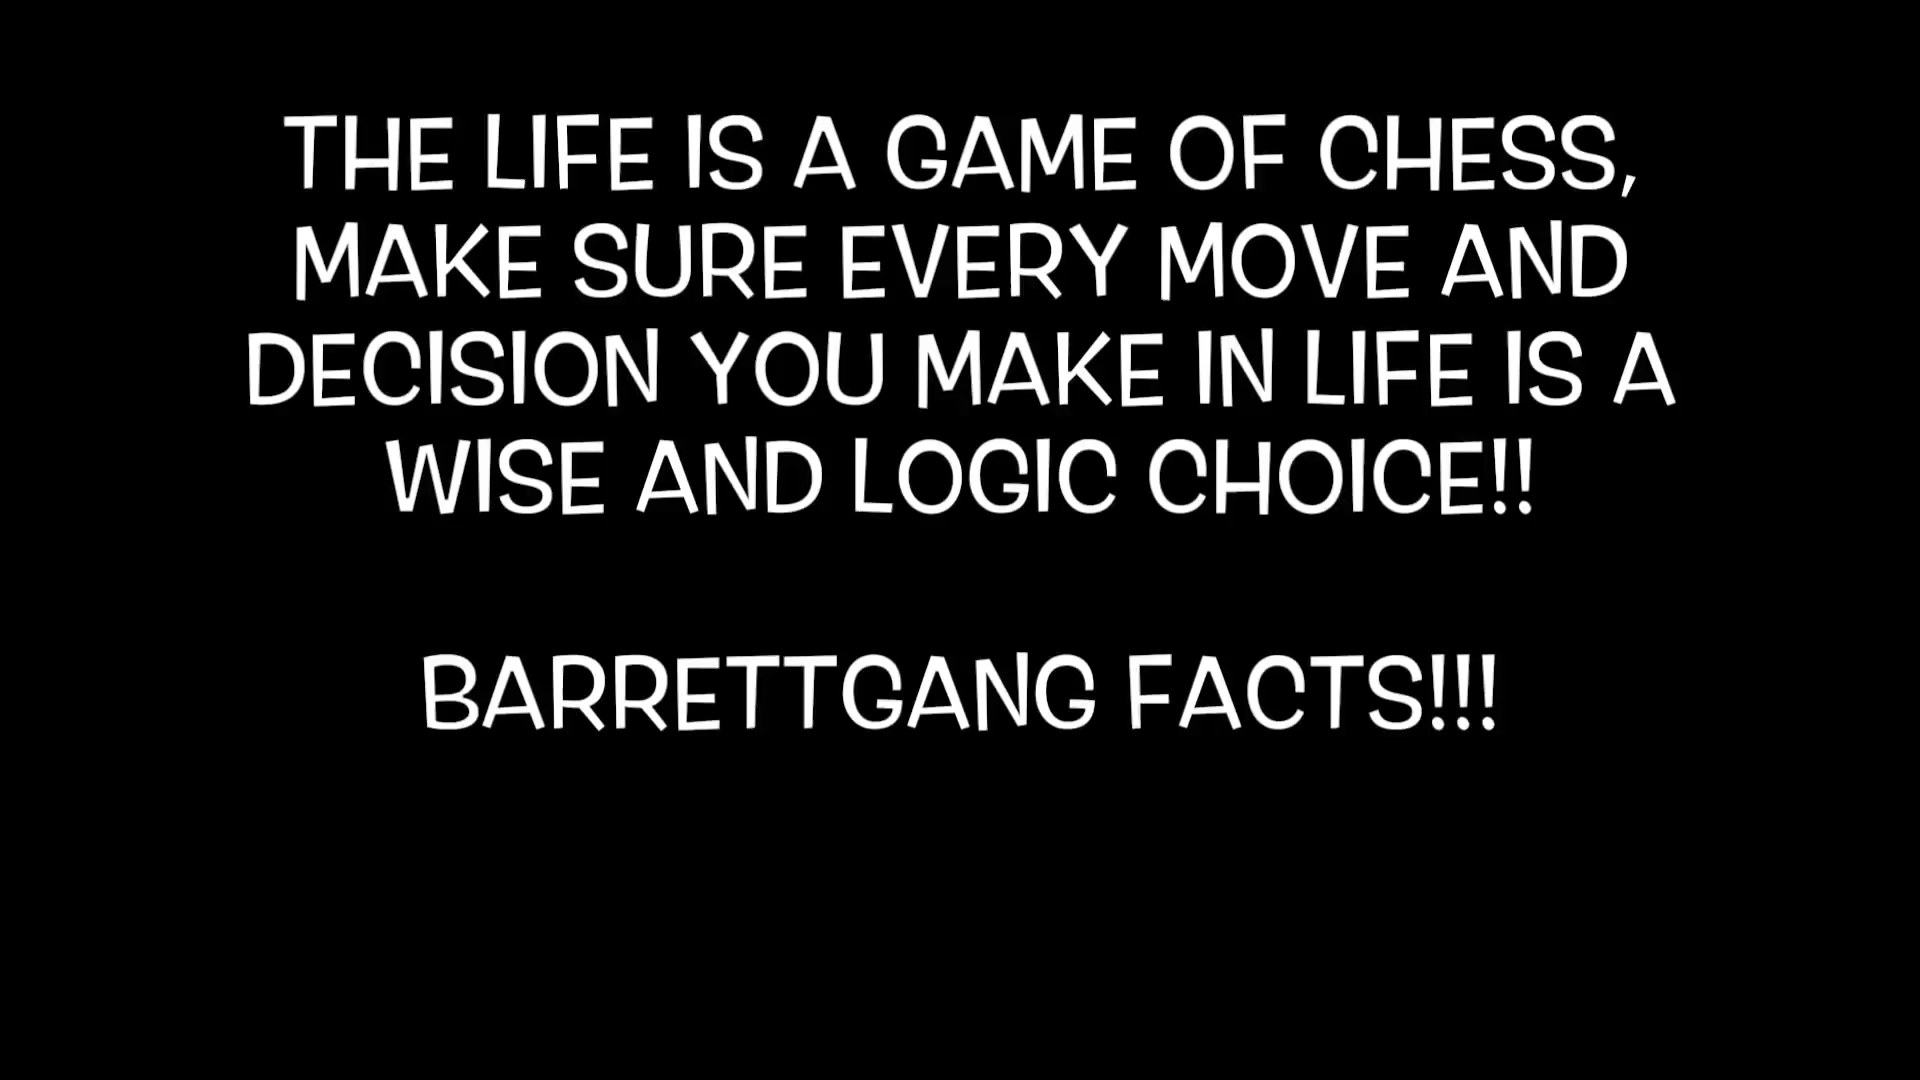 THE LIFE IS A GAME OF CHESS,
MAKE SURE EVERY MOVE AND
DECISION YOU MAKE IN LIFE IS A
WISE AND LOGIC CHOICE!!
BARRETTGANG FACTS!!!